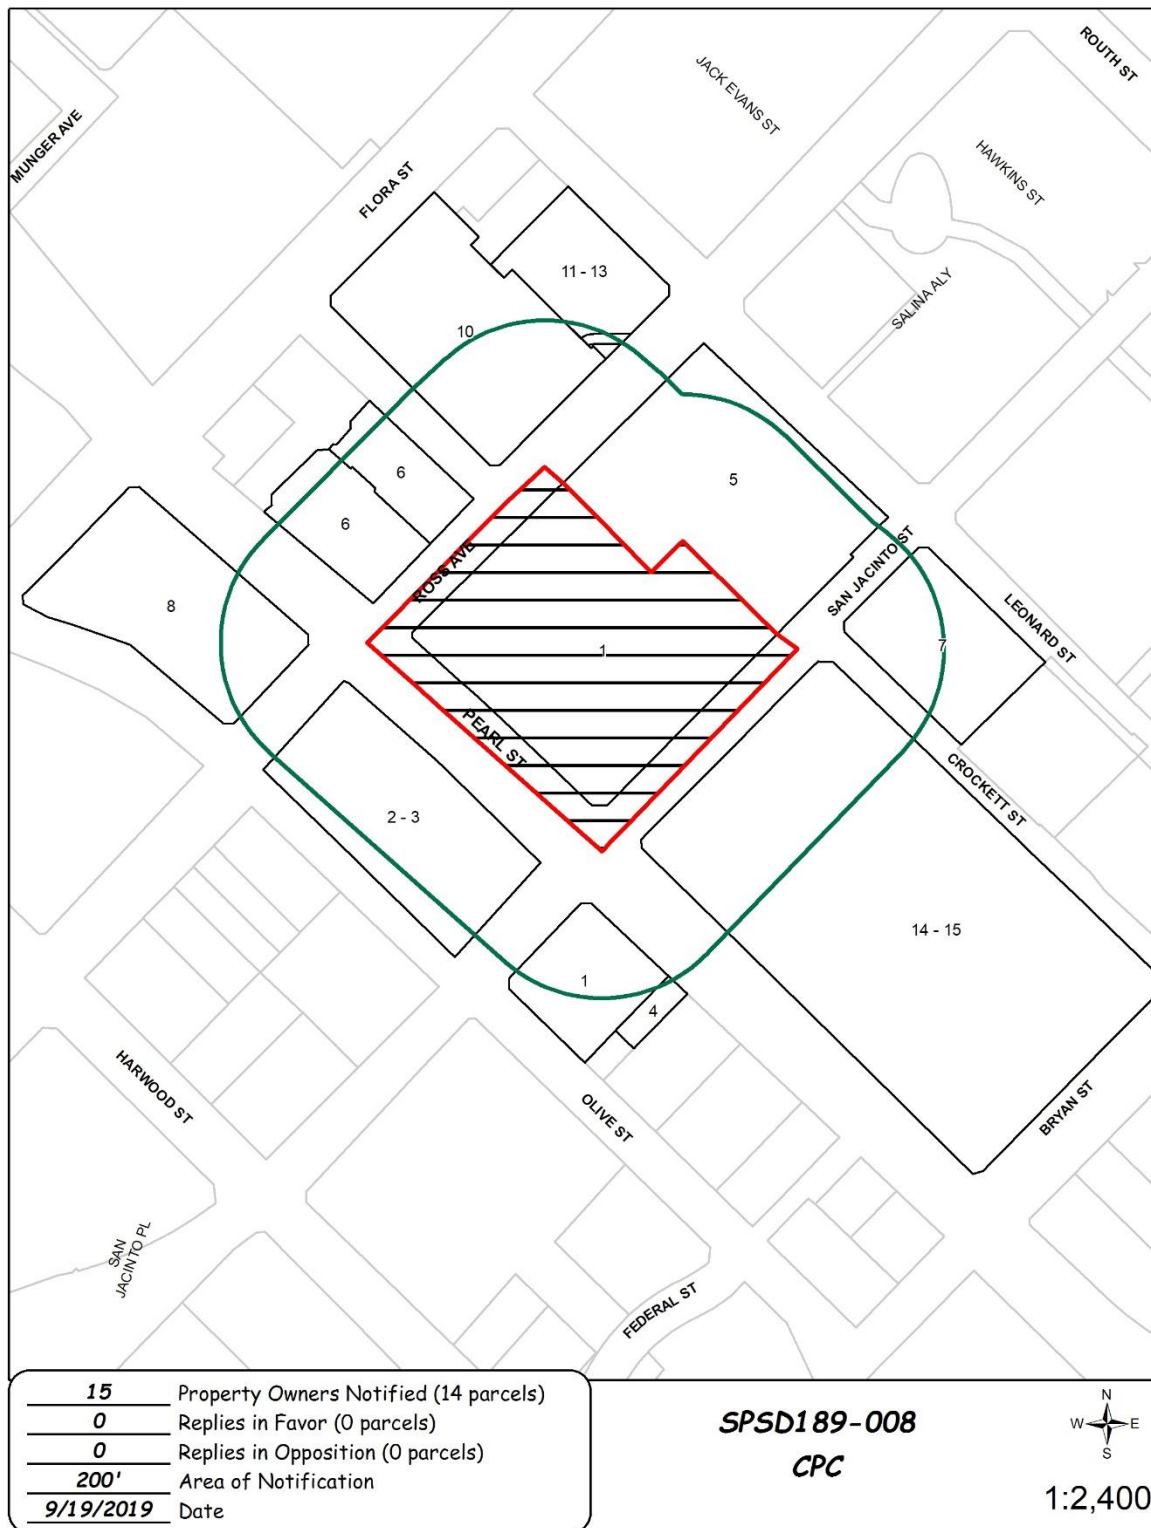 ROUTH ST
JACK EVANS ST
MUNGER AVE
HAWKINS ST
FLORA ST
11 - 13
SALINA ALY
10
6
5
6
ROSS AVE
SAN JACINTO ST
8
LEONARD ST
7
1
PEARL ST
CROCKETT ST
2 - 3
14 - 15
1
4
HARWOOD ST
OLIVE ST
BRYAN ST
SAN
JACINTO PL
FEDERAL ST
15 Property Owners Notified (14 parcels)
0 Replies in Favor (0 parcels)
0 Replies in Opposition (0 parcels)
200' Area of Notification
9/19/2019 Date
SPSD189-008
CPC
N
W E
S
1:2,400